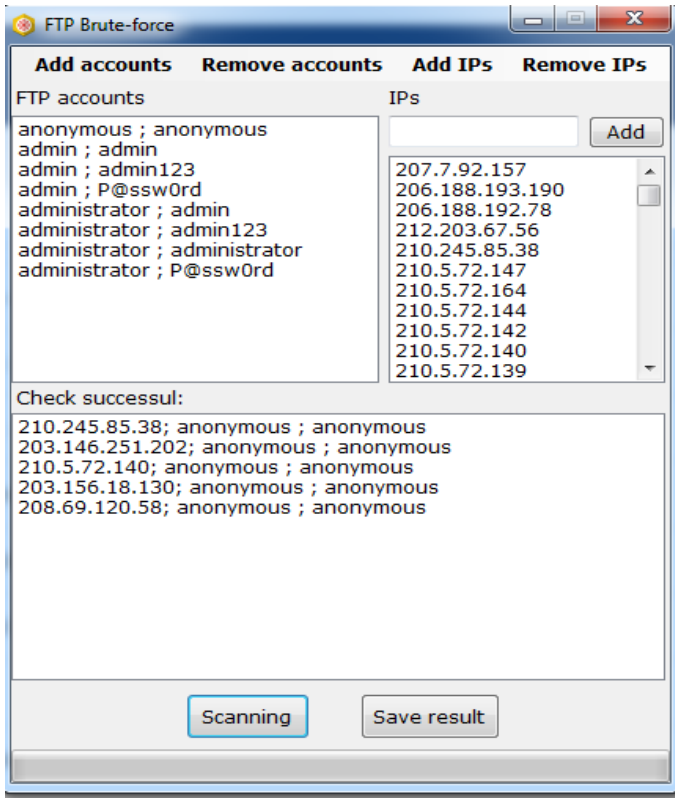 FTP Brute-force
Add accounts Remove accounts Add IPs Remove IPs
FTP accounts
anonymous ; anonymous
admin ; admin
admin ; admin123
admin ; P@ssw0rd
administrator ; admin
administrator ; admin123
administrator ; administrator
administrator ; P@ssw0rd
IPs
Add
207.7.92.157
206.188.193.190
206.188.192.78
212.203.67.56
210.245.85.38
210.5.72.147
210.5.72.164
210.5.72.144
210.5.72.142
210.5.72.140
210.5.72.139
Check successul:
210.245.85.38; anonymous ; anonymous
203.146.251.202; anonymous ; anonymous
210.5.72.140; anonymous ; anonymous
203.156.18.130; anonymous ; anonymous
208.69.120.58; anonymous ; anonymous
Scanning Save result